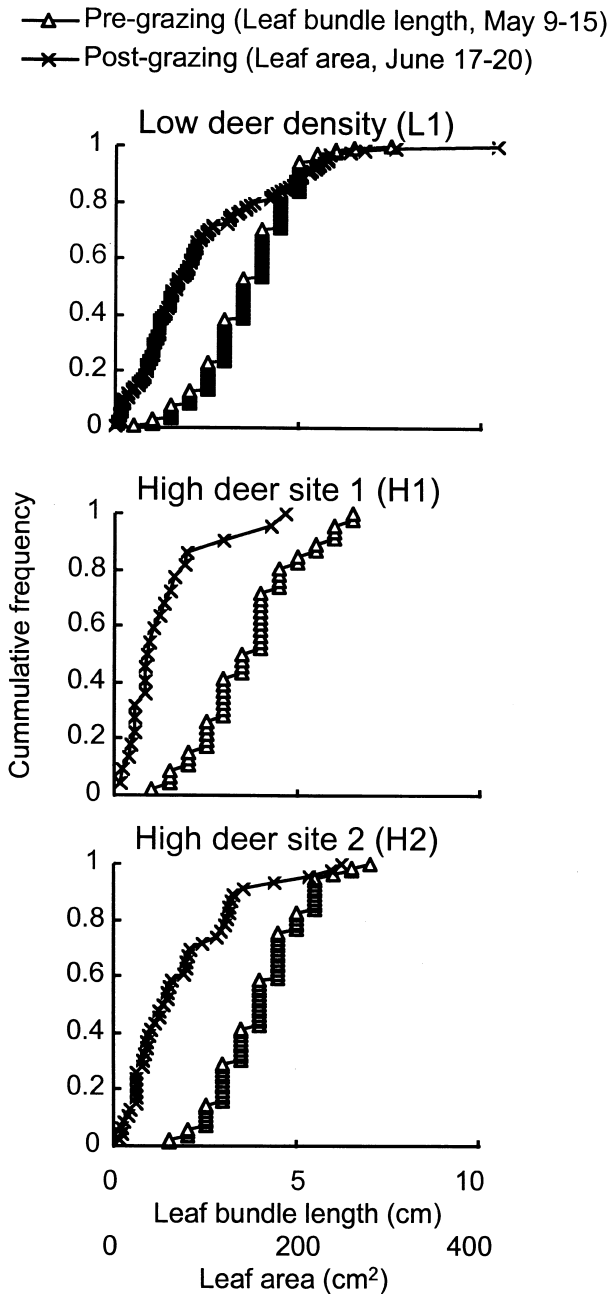 Pre-grazing (Leaf bundle length, May 9-15)
Post-grazing (Leaf area, June 17-20)
Low deer density (L1)
1
0.8
0.6
0.4
0.2
0
High deer site 1 (H1)
1
0.8
0.6
0.4
0.2
0
Cummulative frequency
High deer site 2 (H2)
1
0.8
0.6
0.4
0.2
0
0 5 10
Leaf bundle length (cm)
0 200 400
Leaf area (cm²)